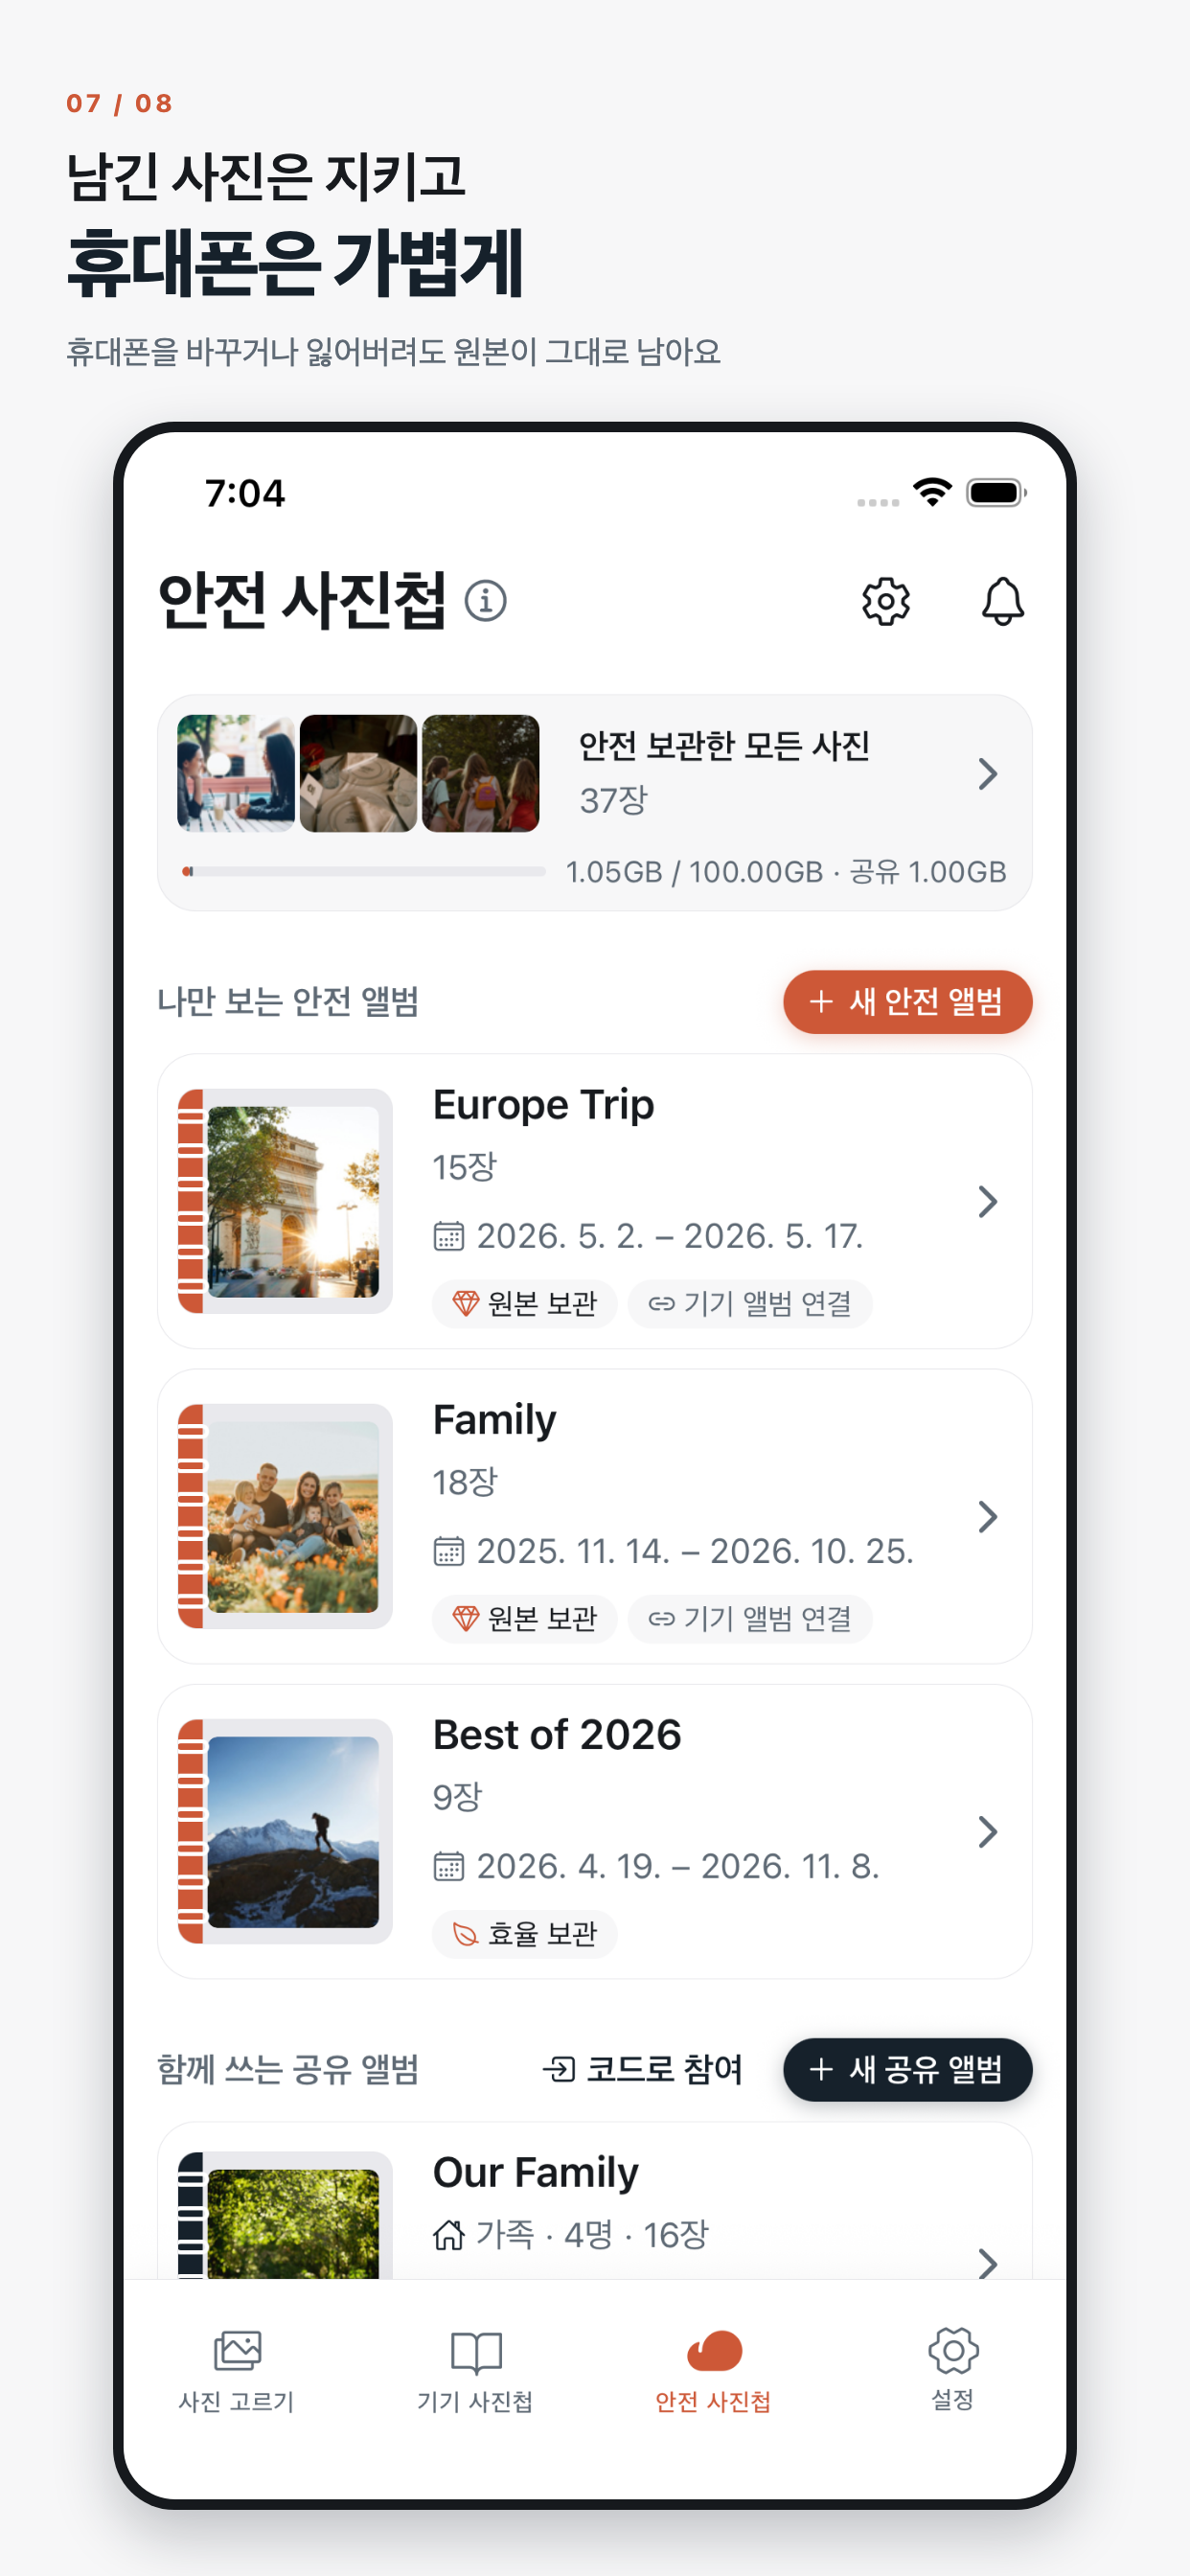 07 / 08
남긴 사진은 지키고
휴대폰은 가볍게
휴대폰을 바꾸거나 잃어버려도 원본이 그대로 남아요
7:04
안전 사진첩
안전 보관한 모든 사진
37장
1.05GB / 100.00GB · 공유 1.00GB
나만 보는 안전 앨범
+ 새 안전 앨범
Europe Trip
15장
2026. 5. 2. – 2026. 5. 17.
원본 보관
기기 앨범 연결
Family
18장
2025. 11. 14. – 2026. 10. 25.
원본 보관
기기 앨범 연결
Best of 2026
9장
2026. 4. 19. – 2026. 11. 8.
효율 보관
함께 쓰는 공유 앨범
코드로 참여
+ 새 공유 앨범
Our Family
가족 · 4명 · 16장
사진 고르기
기기 사진첩
안전 사진첩
설정